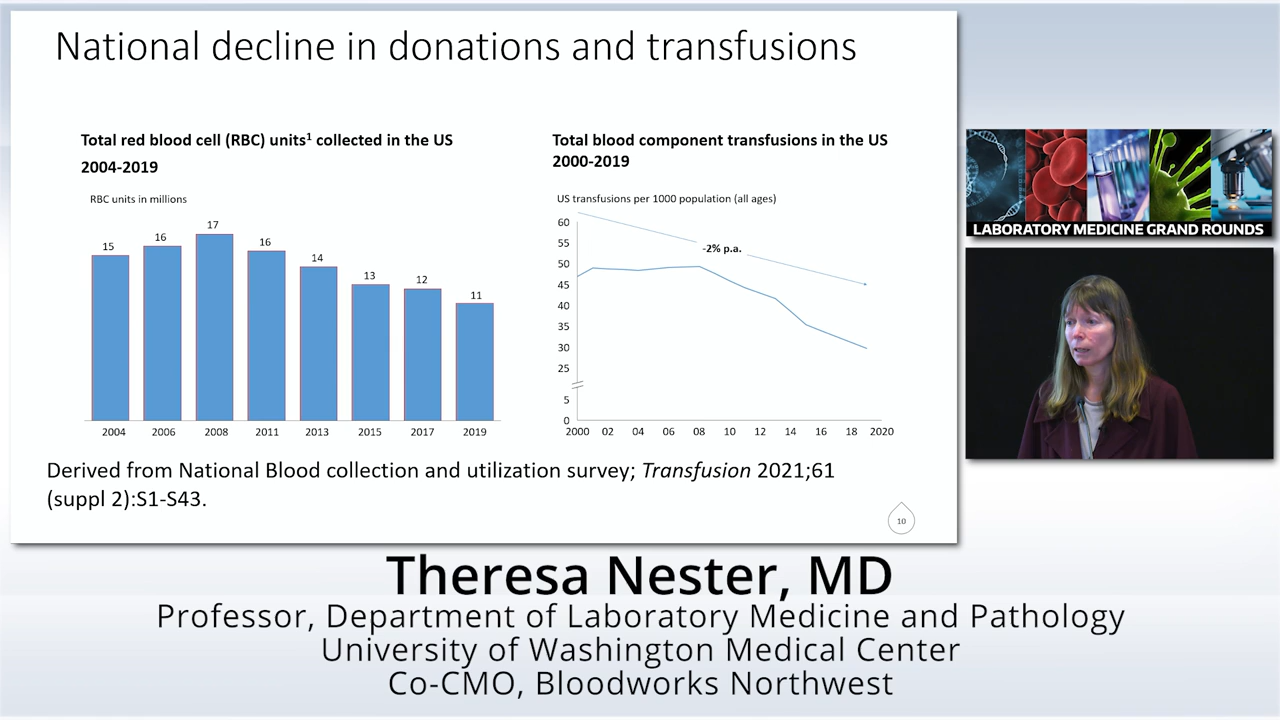 National decline in donations and transfusions
Total red blood cell (RBC) units1 collected in the US
2004-2019
RBC units in millions
15
16
17
16
14
13
12
11
2004
2006
2008
2011
2013
2015
2017
2019
Total blood component transfusions in the US
2000-2019
US transfusions per 1000 population (all ages)
60
55
50
45
40
35
30
25
5
0
-2% p.a.
2000 02 04 06 08 10 12 14 16 18 2020
Derived from National Blood collection and utilization survey; Transfusion 2021;61
(suppl 2):S1-S43.
10
LABORATORY MEDICINE GRAND ROUNDS
Theresa Nester, MD
Professor, Department of Laboratory Medicine and Pathology
University of Washington Medical Center
Co-CMO, Bloodworks Northwest